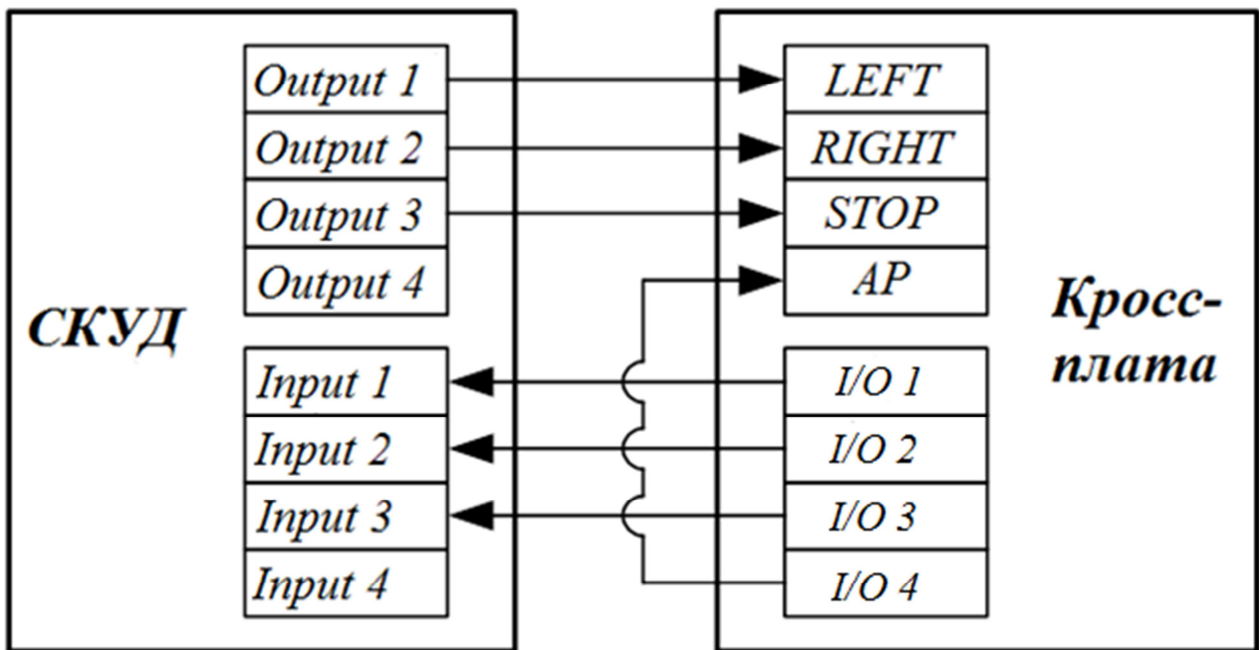 СКУД
Output 1
Output 2
Output 3
Output 4
Input 1
Input 2
Input 3
Input 4
LEFT
RIGHT
STOP
AP
I/O 1
I/O 2
I/O 3
I/O 4
Кросс-
плата